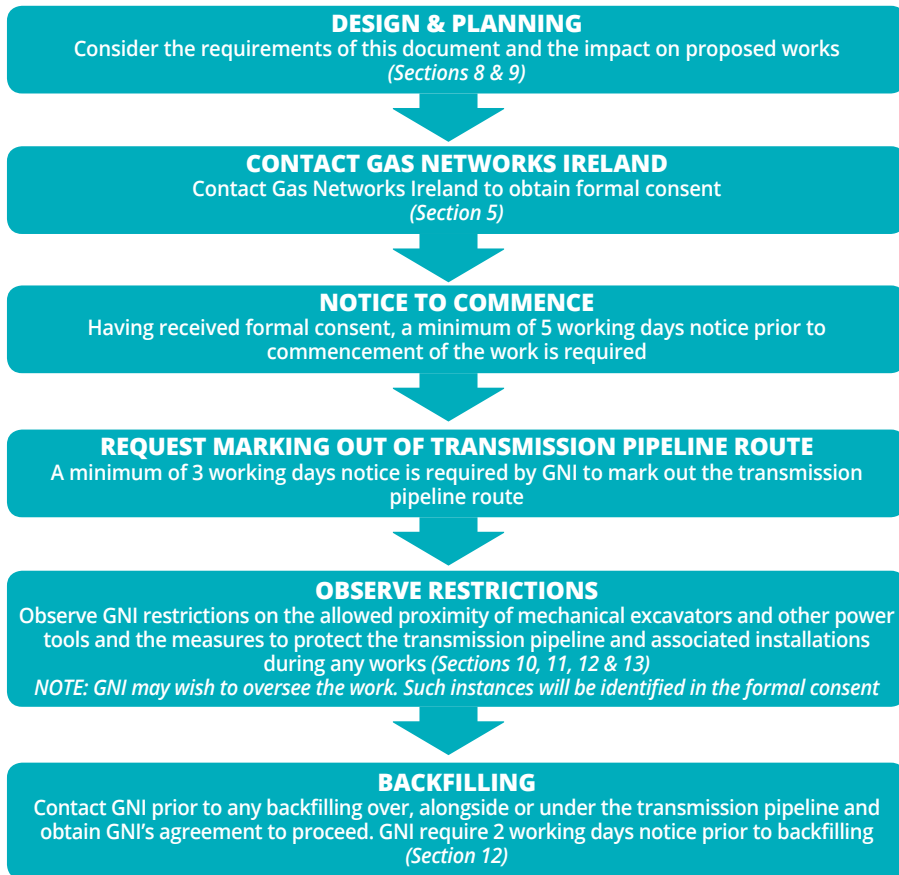 DESIGN & PLANNING
Consider the requirements of this document and the impact on proposed works
(Sections 8 & 9)
CONTACT GAS NETWORKS IRELAND
Contact Gas Networks Ireland to obtain formal consent
(Section 5)
NOTICE TO COMMENCE
Having received formal consent, a minimum of 5 working days notice prior to
commencement of the work is required
REQUEST MARKING OUT OF TRANSMISSION PIPELINE ROUTE
A minimum of 3 working days notice is required by GNI to mark out the transmission
pipeline route
OBSERVE RESTRICTIONS
Observe GNI restrictions on the allowed proximity of mechanical excavators and other power
tools and the measures to protect the transmission pipeline and associated installations
during any works (Sections 10, 11, 12 & 13)
NOTE: GNI may wish to oversee the work. Such instances will be identified in the formal consent
BACKFILLING
Contact GNI prior to any backfilling over, alongside or under the transmission pipeline and
obtain GNI’s agreement to proceed. GNI require 2 working days notice prior to backfilling
(Section 12)